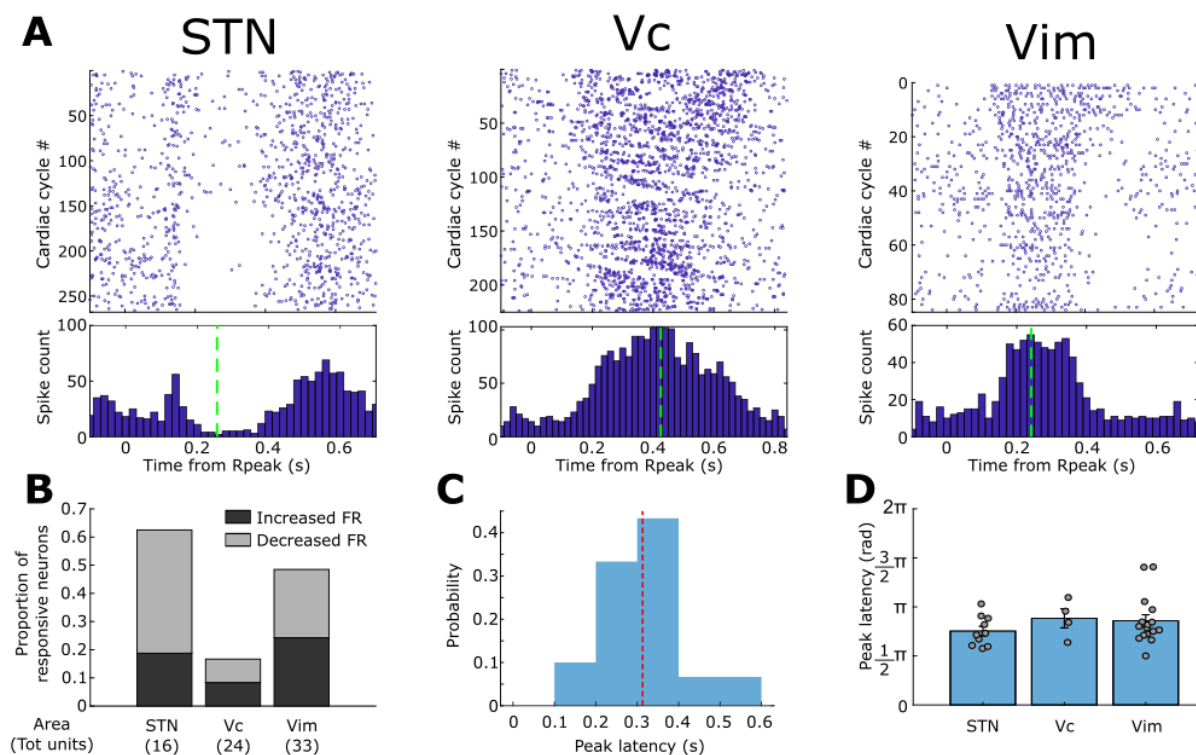 A
STN
Vc
Vim
Cardiac cycle #
50
100
150
200
250
Cardiac cycle #
50
100
150
200
Cardiac cycle #
0
20
40
60
80
Spike count
100
50
0
0
0.2
0.4
0.6
Time from Rpeak (s)
Spike count
100
50
0
0
0.2
0.4
0.6
0.8
Time from Rpeak (s)
Spike count
60
40
20
0
0
0.2
0.4
0.6
Time from Rpeak (s)
B
Proportion of
responsive neurons
0.7
0.6
0.5
0.4
0.3
0.2
0.1
0
Increased FR
Decreased FR
Area
(Tot units)
STN
(16)
Vc
(24)
Vim
(33)
C
Probability
0.4
0.3
0.2
0.1
0
0
0.1
0.2
0.3
0.4
0.5
0.6
Peak latency (s)
D
Peak latency (rad)
2π
3/2 π
π
1/2 π
0
STN
Vc
Vim